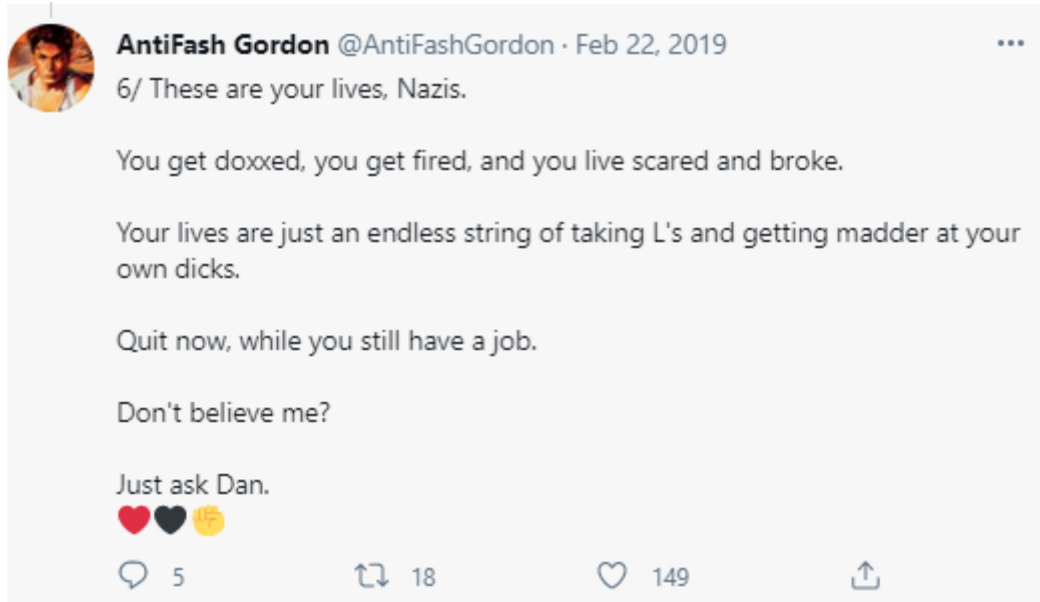 AntiFash Gordon @AntiFashGordon · Feb 22, 2019
6/ These are your lives, Nazis.
You get doxxed, you get fired, and you live scared and broke.
Your lives are just an endless string of taking L's and getting madder at your
own dicks.
Quit now, while you still have a job.
Don't believe me?
Just ask Dan.
❤️🖤✊
5 18 149